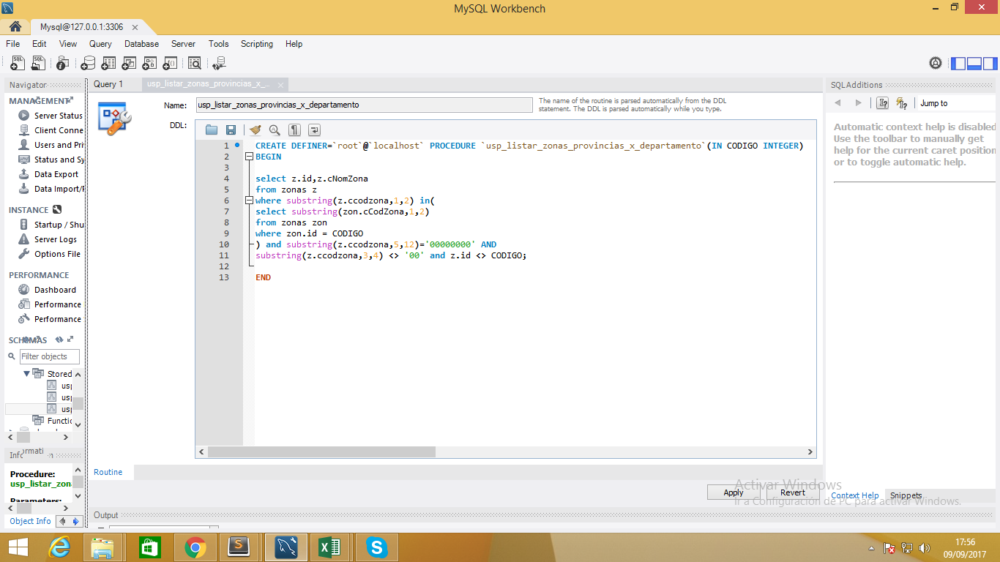 MySQL Workbench
Mysql@127.0.0.1:3306
File Edit View Query Database Server Tools Scripting Help
Navigator
MANAGEMENT
Server Status
Client Conne
Users and Pri
Status and Sy
Data Export
Data Import/
INSTANCE
Startup / Shu
Server Logs
Options File
PERFORMANCE
Dashboard
Performance
Performance
SCHEMAS
Filter objects
Stored
usp
usp
usp
Functio
Procedure:
usp_listar_zon
Parameters:
Object Info
Query 1
usp_listar_zonas_provincias_x_...
Name:
usp_listar_zonas_provincias_x_departamento
The name of the routine is parsed automatically from the DDL
statement. The DDL is parsed automatically while you type.
DDL:
1 CREATE DEFINER=`root`@`localhost` PROCEDURE `usp_listar_zonas_provincias_x_departamento`(IN CODIGO INTEGER)
2 BEGIN
3
4 select z.id,z.cNomZona
5 from zonas z
6 where substring(z.ccodzona,1,2) in(
7 select substring(zon.cCodZona,1,2)
8 from zonas zon
9 where zon.id = CODIGO
10 ) and substring(z.ccodzona,5,12)='00000000' AND
11 substring(z.ccodzona,3,4) <> '00' and z.id <> CODIGO;
12
13 END
Routine
Apply
Revert
Output
SQLAdditions
Jump to
Automatic context help is disabled
Use the toolbar to manually get
help for the current caret position
or to toggle automatic help.
Context Help
Snippets
Activar Windows
Ir a Configuración de PC para activar Windows.
17:56
09/09/2017